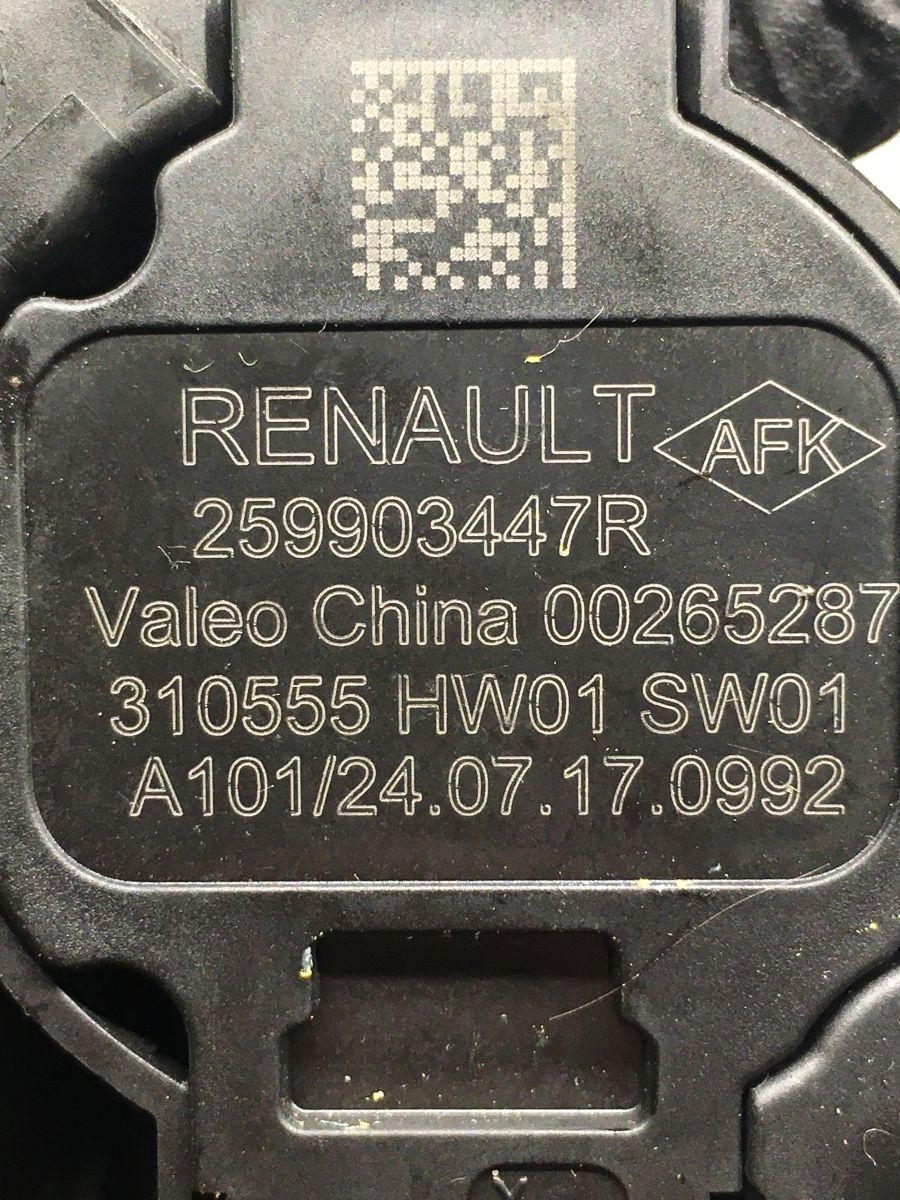 RENAULT AFK
259903447R
Valeo China 00265287
310555 HW01 SW01
A101/24.07.17.0992